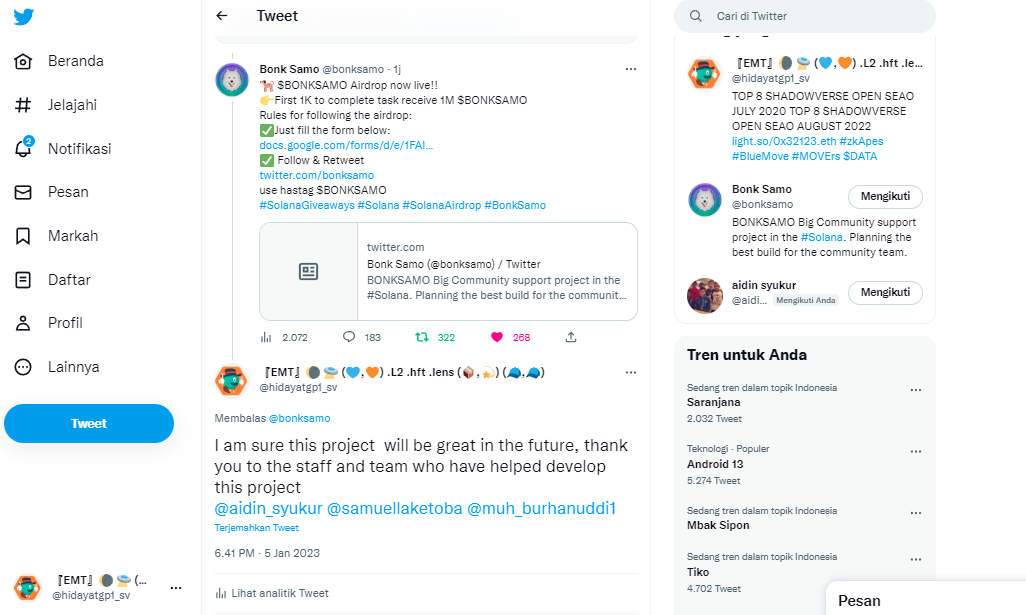 Beranda
Jelajahi
2
Notifikasi
Pesan
Markah
Daftar
Profil
Lainnya
Tweet
『EMT』🌘🛸 (...
@hidayatgp1_sv
Tweet
Bonk Samo @bonksamo · 1j
🐕 $BONKSAMO Airdrop now live!!
👉First 1K to complete task receive 1M $BONKSAMO
Rules for following the airdrop:
✅Just fill the form below:
docs.google.com/forms/d/e/1FAI...
✅ Follow & Retweet
twitter.com/bonksamo
use hastag $BONKSAMO
#SolanaGiveaways #Solana #SolanaAirdrop #BonkSamo
twitter.com
Bonk Samo (@bonksamo) / Twitter
BONKSAMO Big Community support project in the
#Solana. Planning the best build for the communit...
2.072 183 322 268
『EMT』🌘🛸 (💙,🧡) .L2 .hft .lens (🎲,💫) (🧢,🧢)
@hidayatgp1_sv
Membalas @bonksamo
I am sure this project will be great in the future, thank
you to the staff and team who have helped develop
this project
@aidin_syukur @samuellaketoba @muh_burhanuddi1
Terjemahkan Tweet
6.41 PM · 5 Jan 2023
Lihat analitik Tweet
Cari di Twitter
『EMT』🌘🛸 (💙,🧡) .L2 .hft .le...
@hidayatgp1_sv
TOP 8 SHADOWVERSE OPEN SEAO
JULY 2020 TOP 8 SHADOWVERSE
OPEN SEAO AUGUST 2022
light.so/0x32123.eth #zkApes
#BlueMove #MOVErs $DATA
Bonk Samo
@bonksamo
Mengikuti
BONKSAMO Big Community support
project in the #Solana. Planning the
best build for the community team.
aidin syukur
@aidi... Mengikuti Anda
Mengikuti
Tren untuk Anda
Sedang tren dalam topik Indonesia
Saranjana
2.032 Tweet
Teknologi · Populer
Android 13
5.274 Tweet
Sedang tren dalam topik Indonesia
Mbak Sipon
Sedang tren dalam topik Indonesia
Tiko
4.702 Tweet
Pesan